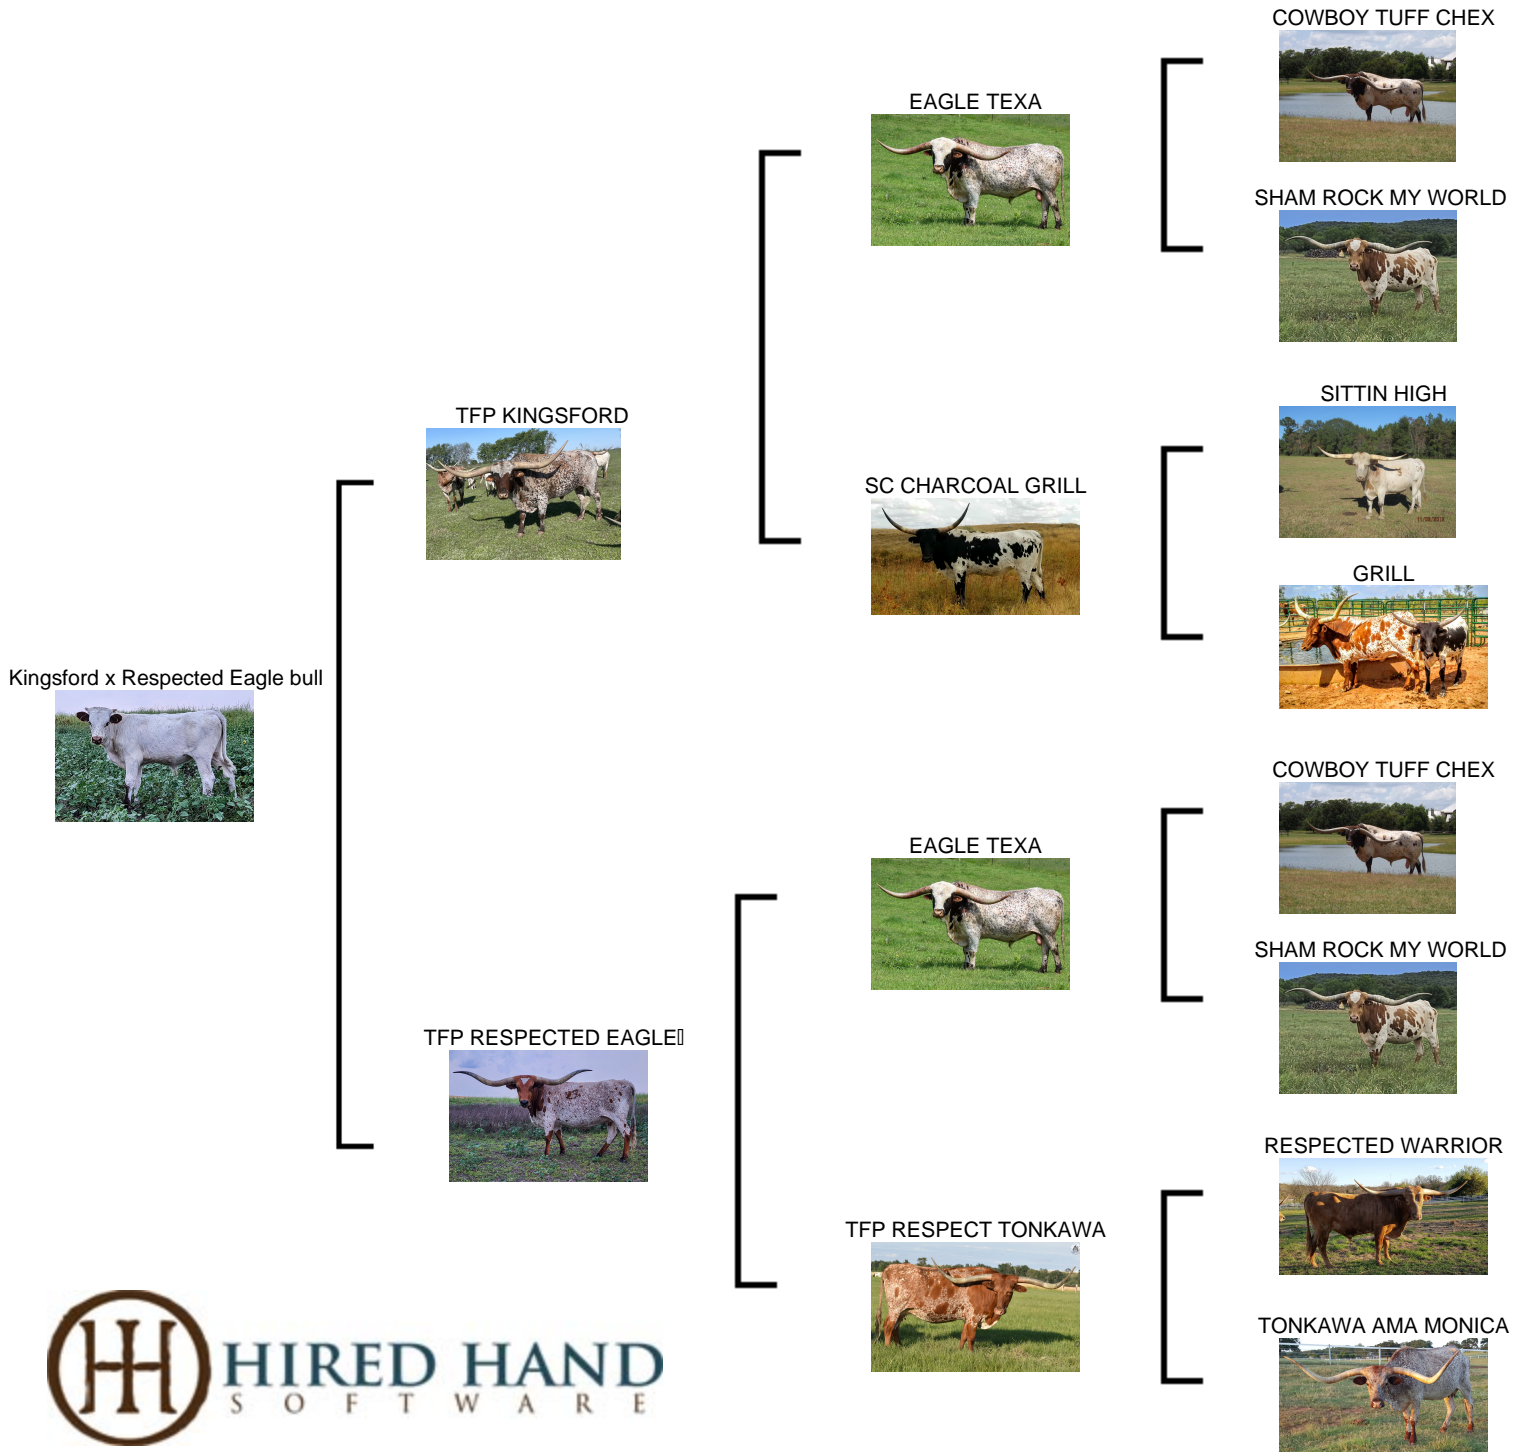 COWBOY TUFF CHEX
EAGLE TEXA
SHAM ROCK MY WORLD
TFP KINGSFORD
SITTIN HIGH
SC CHARCOAL GRILL
GRILL
Kingsford x Respected Eagle bull
COWBOY TUFF CHEX
EAGLE TEXA
SHAM ROCK MY WORLD
TFP RESPECTED EAGLE
RESPECTED WARRIOR
TFP RESPECT TONKAWA
TONKAWA AMA MONICA
HIRED HAND
SOFTWARE